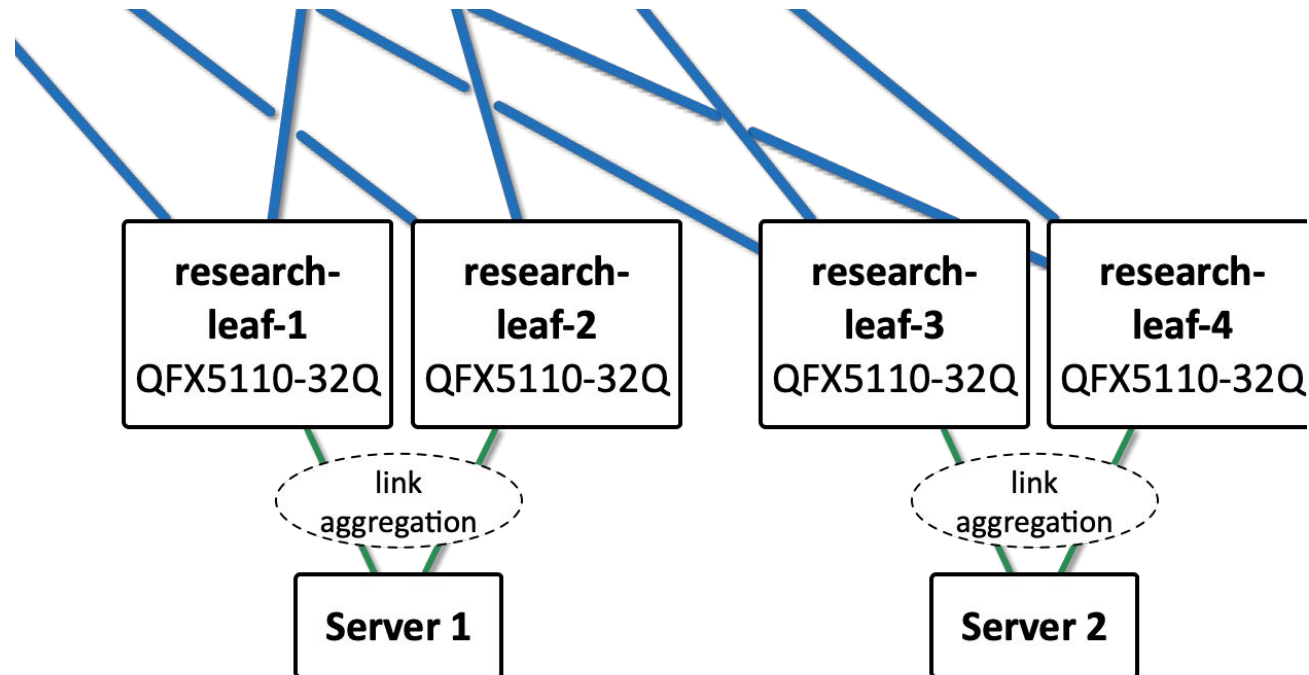 research-
leaf-1
QFX5110-32Q
research-
leaf-2
QFX5110-32Q
research-
leaf-3
QFX5110-32Q
research-
leaf-4
QFX5110-32Q
link
aggregation
link
aggregation
Server 1
Server 2